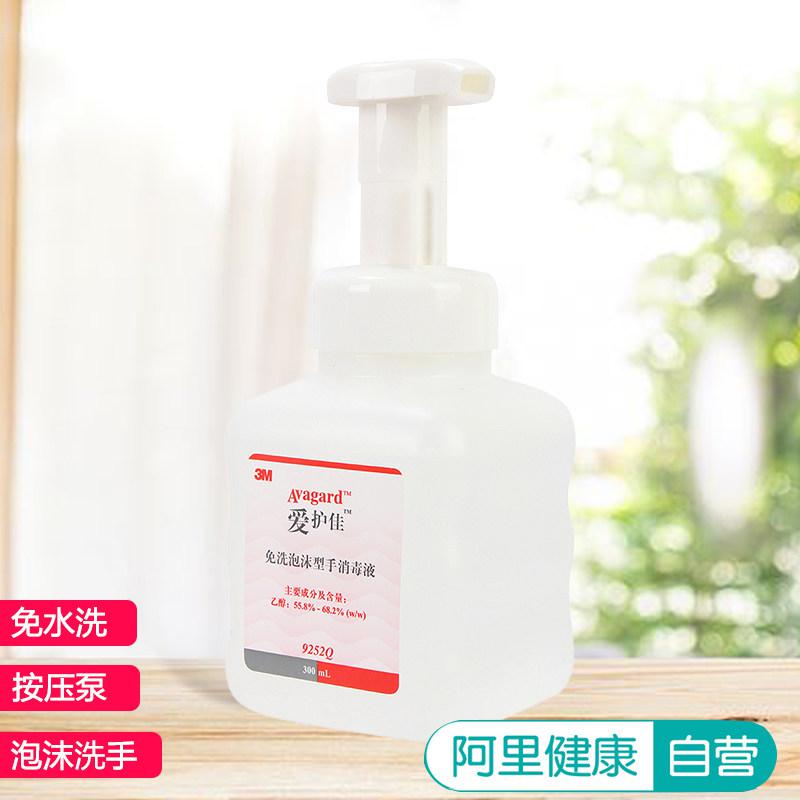 3M
Avagard™
爱护佳™
免洗泡沫型手消毒液
主要成分及含量：
乙醇：55.8%-68.2% (w/w)
9252Q
300 mL
免水洗
按压泵
泡沫洗手
阿里健康 自营